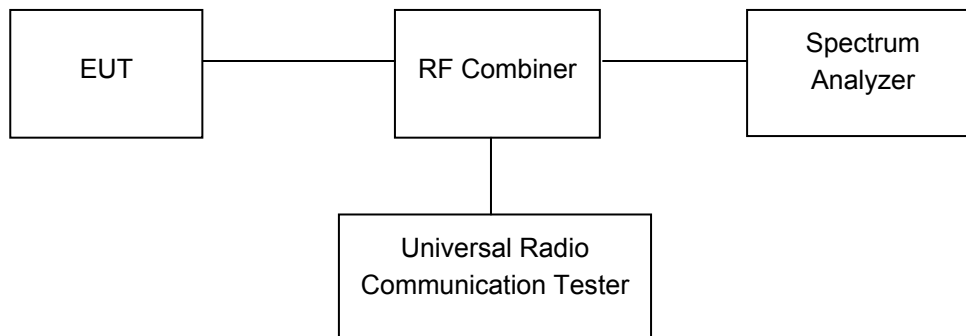 EUT
RF Combiner
Spectrum
Analyzer
Universal Radio
Communication Tester